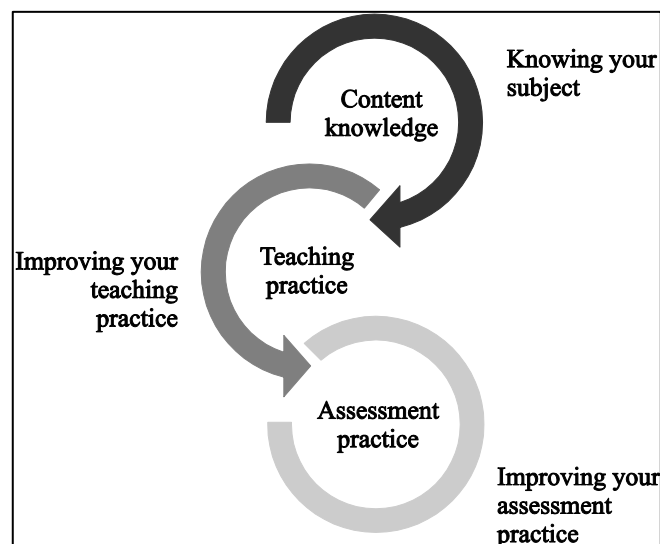 Knowing your
subject
Content
knowledge
Improving your
teaching
practice
Teaching
practice
Assessment
practice
Improving your
assessment
practice